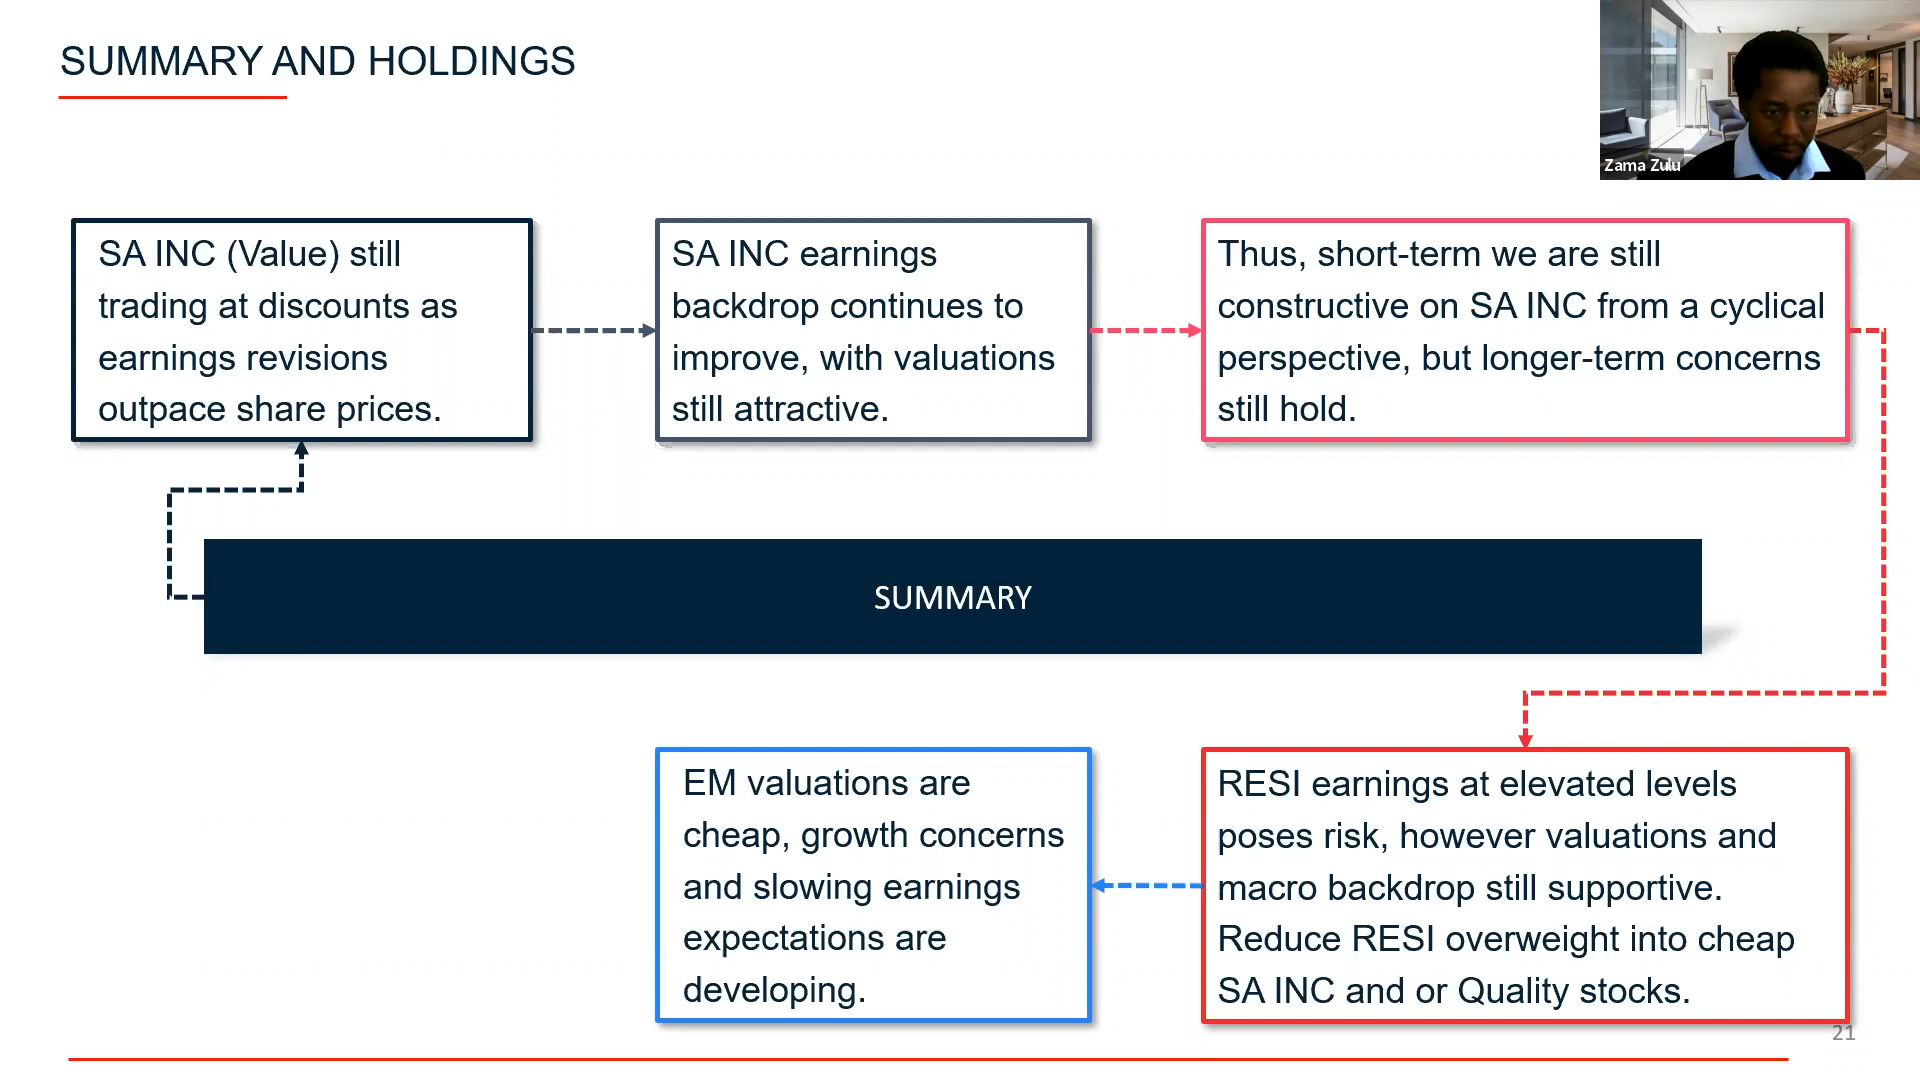 SUMMARY AND HOLDINGS
Zama Zulu
SA INC (Value) still
trading at discounts as
earnings revisions
outpace share prices.
SA INC earnings
backdrop continues to
improve, with valuations
still attractive.
Thus, short-term we are still
constructive on SA INC from a cyclical
perspective, but longer-term concerns
still hold.
SUMMARY
EM valuations are
cheap, growth concerns
and slowing earnings
expectations are
developing.
RESI earnings at elevated levels
poses risk, however valuations and
macro backdrop still supportive.
Reduce RESI overweight into cheap
SA INC and or Quality stocks.
21